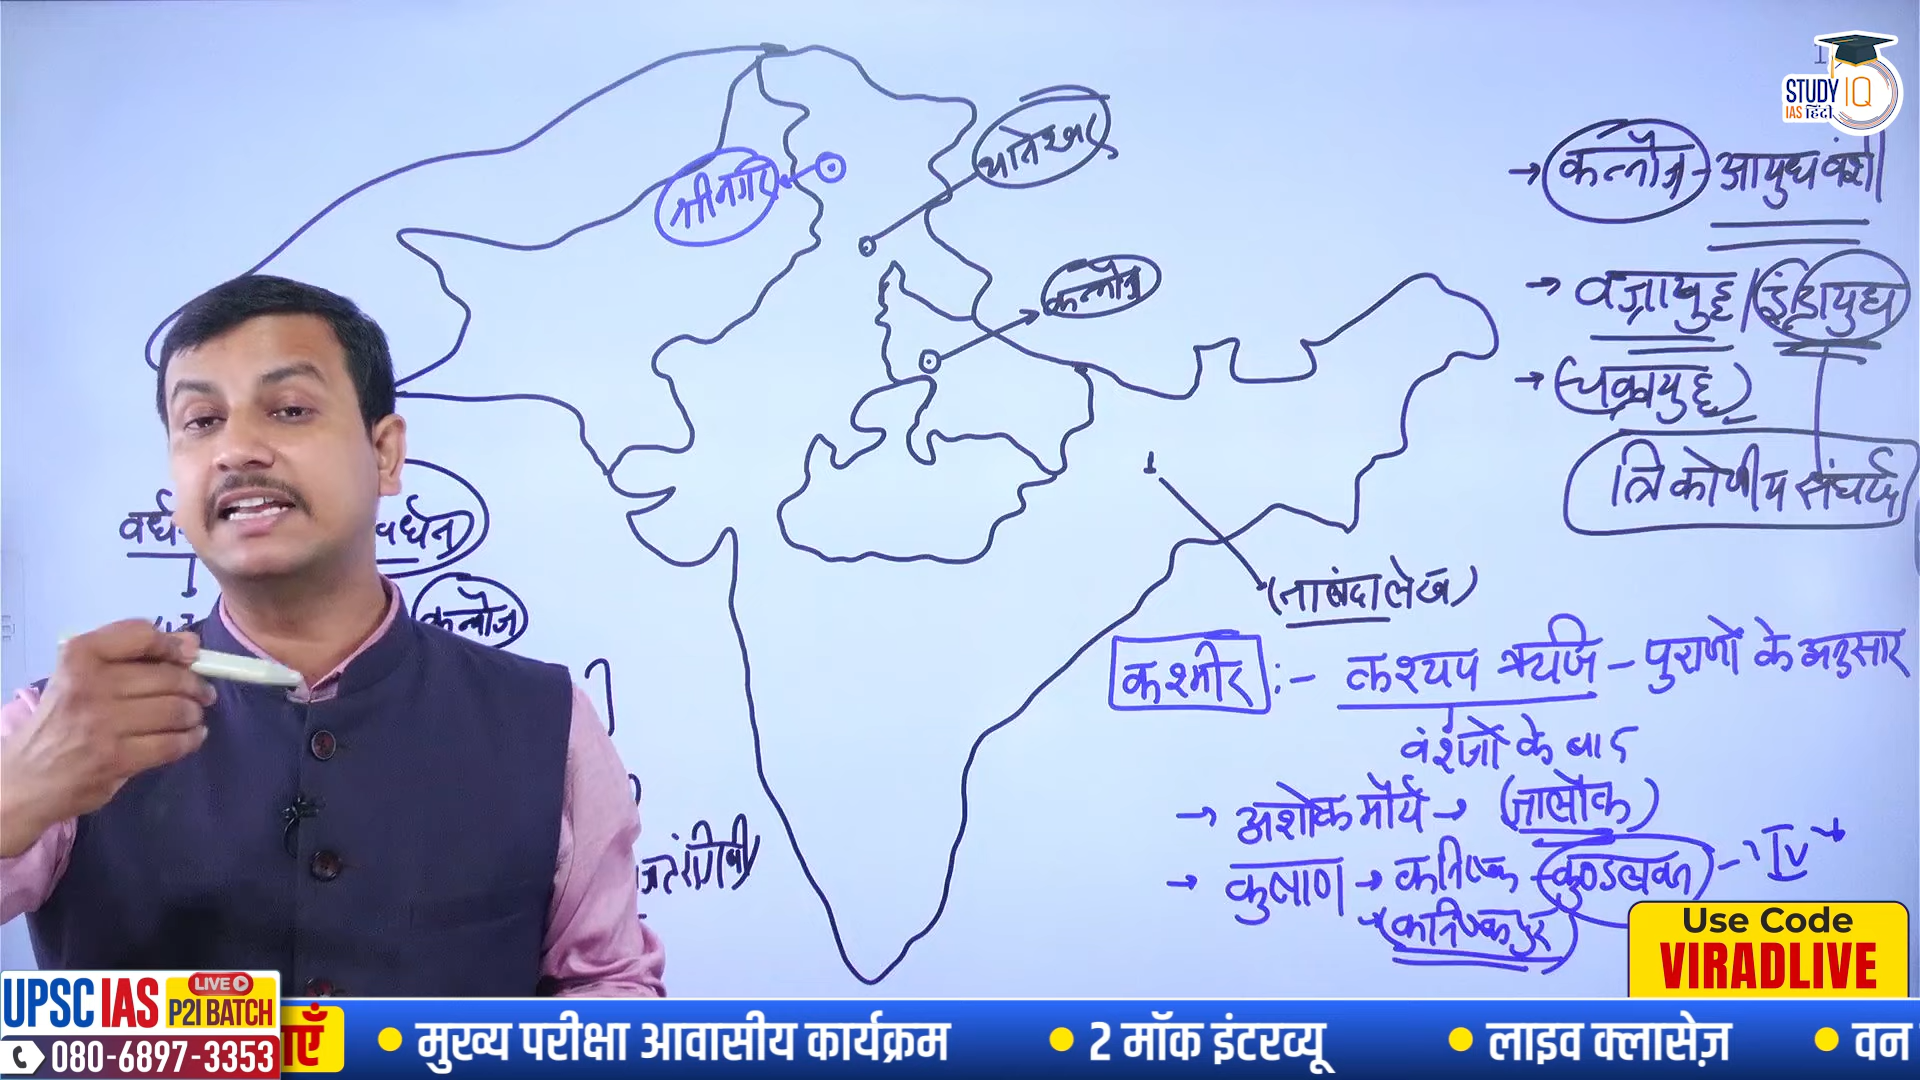 STUDY IQ
IAS हिंदी
थानेश्वर
श्रीनगर
कन्नौज
→ कन्नौज - आयुध वंश
→ वज्रायुद्ध / इंद्रायुध
→ चक्रायुद्ध
त्रिकोणीय संघर्ष
वर्धन
कन्नौज
(नालंदा लेख)
कश्मीर :- कश्यप ऋषि - पुराणों के अनुसार
वंशजों के बाद
→ अशोक मौर्य → (जालौक)
→ कुषाण → कनिष्क - कुण्डलवन - IV
→ कनिष्कपुर
Use Code
VIRADLIVE
UPSC IAS LIVE P2I BATCH
080-6897-3353
• मुख्य परीक्षा आवासीय कार्यक्रम • 2 मॉक इंटरव्यू • लाइव क्लासेज़ • वन